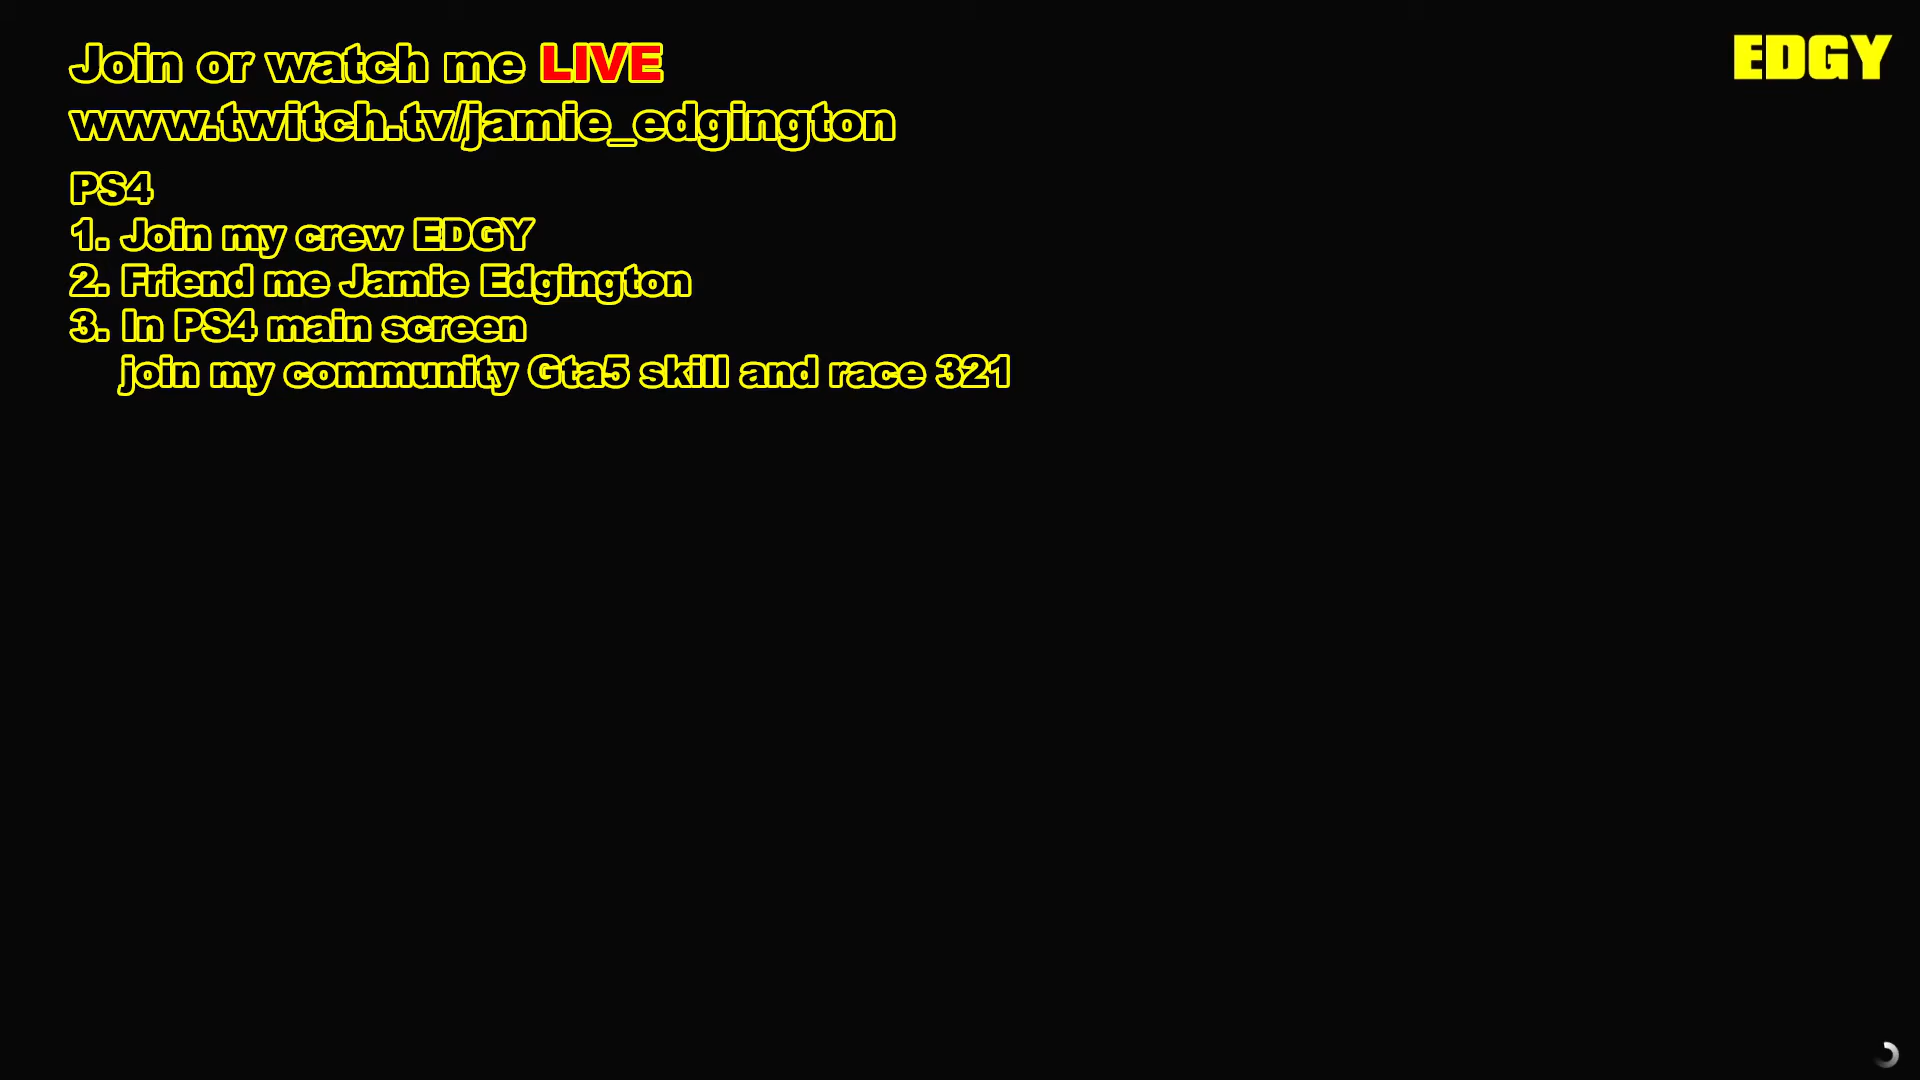 Join or watch me LIVE
EDGY
www.twitch.tv/jamie_edgington
PS4
1. Join my crew EDGY
2. Friend me Jamie Edgington
3. In PS4 main screen
join my community Gta5 skill and race 321